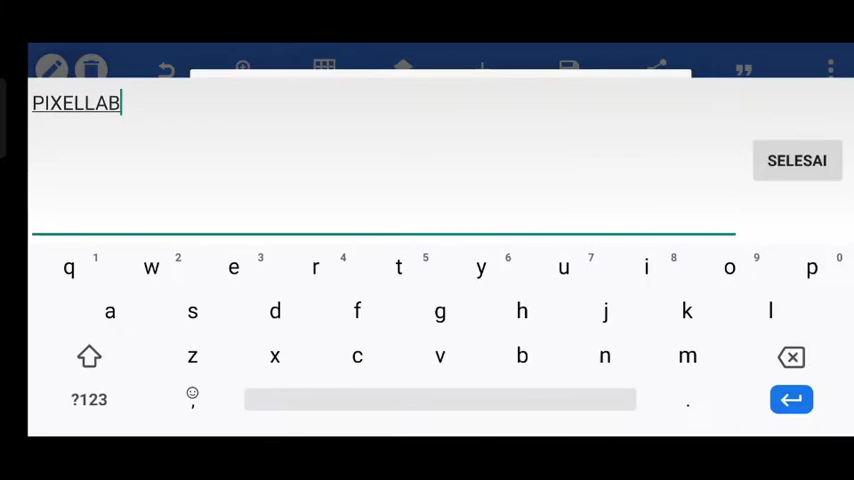 PIXELLAB
SELESAI
q 1 w 2 e 3 r 4 t 5 y 6 u 7 i 8 o 9 p 0
a s d f g h j k l
z x c v b n m
?123 , .